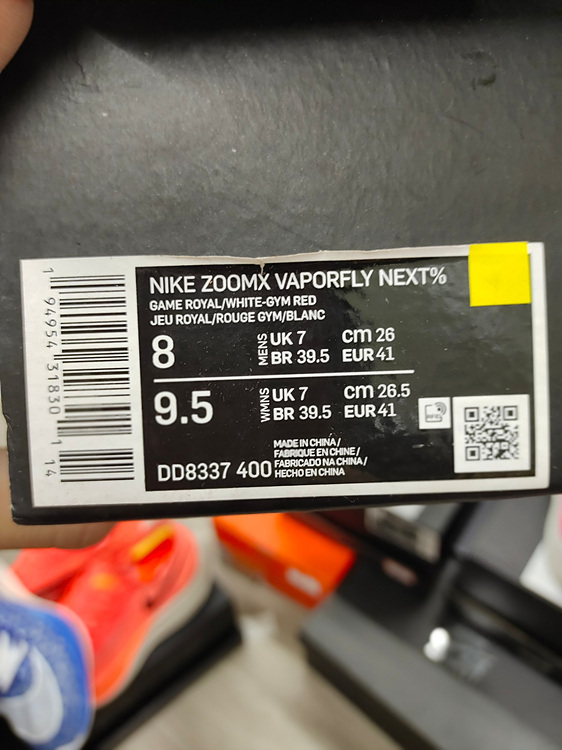 NIKE ZOOMX VAPORFLY NEXT%
GAME ROYAL/WHITE-GYM RED
JEU ROYAL/ROUGE GYM/BLANC
8 MENS UK 7 cm 26
BR 39.5 EUR 41
9.5 WMNS UK 7 cm 26.5
BR 39.5 EUR 41
MADE IN CHINA /
FABRIQUE EN CHINE /
FABRICADO NA CHINA /
HECHO EN CHINA
DD8337 400
1 94954 31830 1 14